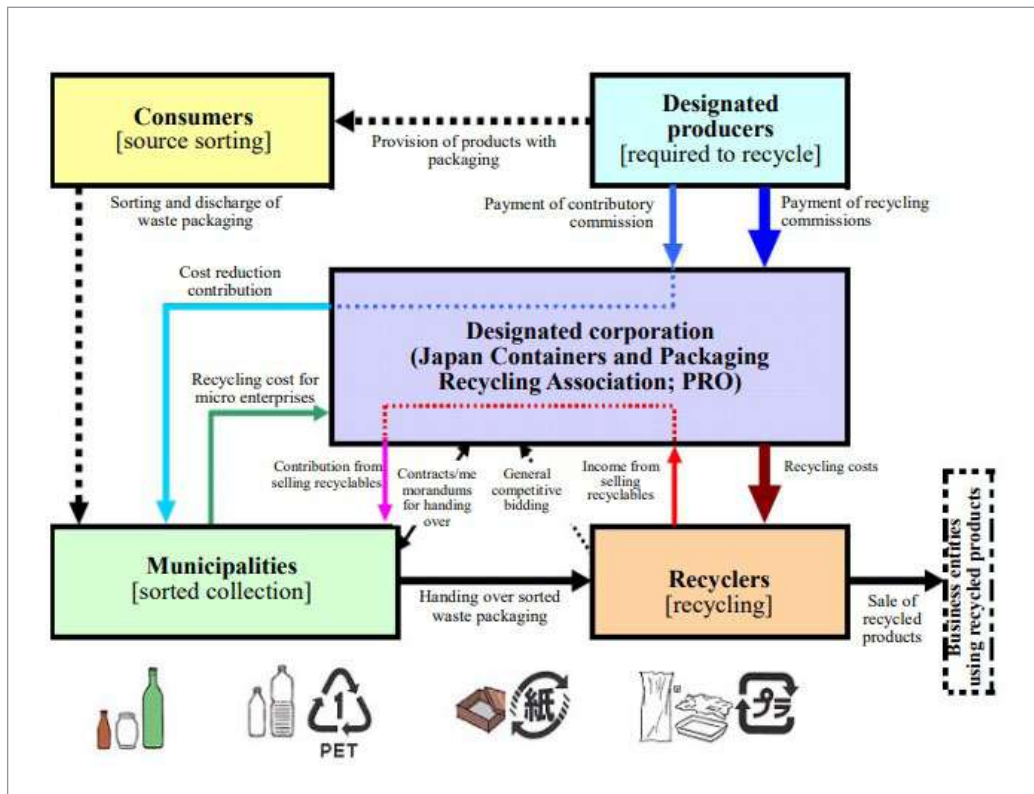 Consumers
[source sorting]
Provision of products with
packaging
Designated
producers
[required to recycle]
Sorting and discharge of
waste packaging
Payment of contributory
commission
Payment of recycling
commissions
Cost reduction
contribution
Designated corporation
(Japan Containers and Packaging
Recycling Association; PRO)
Recycling cost for
micro enterprises
Contribution from
selling recyclables
Contracts/me
morandums
for handing
over
General
competitive
bidding
Income from
selling
recyclables
Recycling costs
Municipalities
[sorted collection]
Handing over sorted
waste packaging
Recyclers
[recycling]
Sale of
recycled
products
Business entities
using recycled products
1
PET
紙
プラ